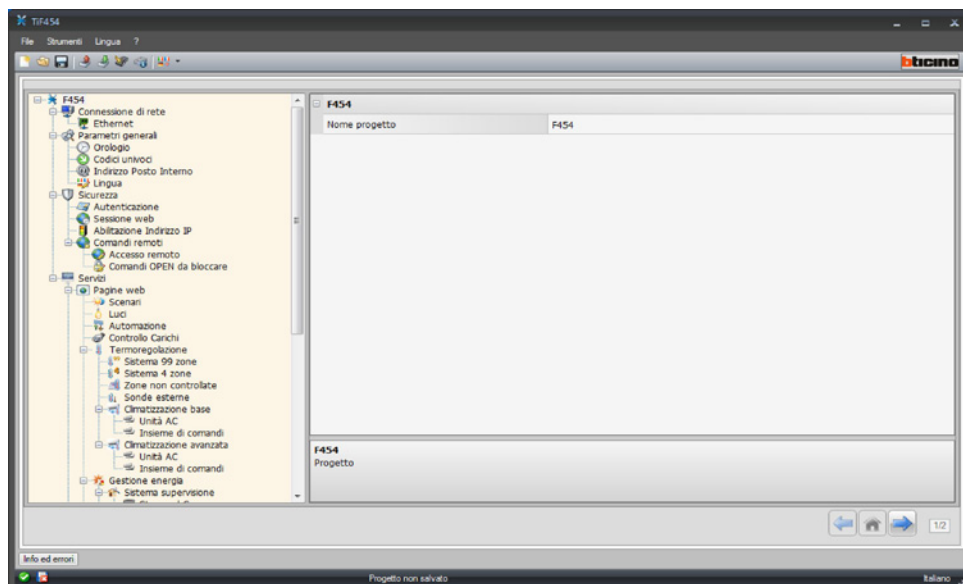 TiF454
File Strumenti Lingua ?
bticino
F454
Connessione di rete
Ethernet
Parametri generali
Orologio
Codici univoci
Indirizzo Posto Interno
Lingua
Sicurezza
Autenticazione
Sessione web
Abilitazione Indirizzo IP
Comandi remoti
Accesso remoto
Comandi OPEN da bloccare
Servizi
Pagine web
Scenari
Luci
Automazione
Controllo Carichi
Termoregolazione
Sistema 99 zone
Sistema 4 zone
Zone non controllate
Sonde esterne
Climatizzazione base
Unità AC
Insieme di comandi
Climatizzazione avanzata
Unità AC
Insieme di comandi
Gestione energia
Sistema supervisione
F454
Nome progetto F454
F454
Progetto
1/2
Info ed errori
Progetto non salvato
Italiano